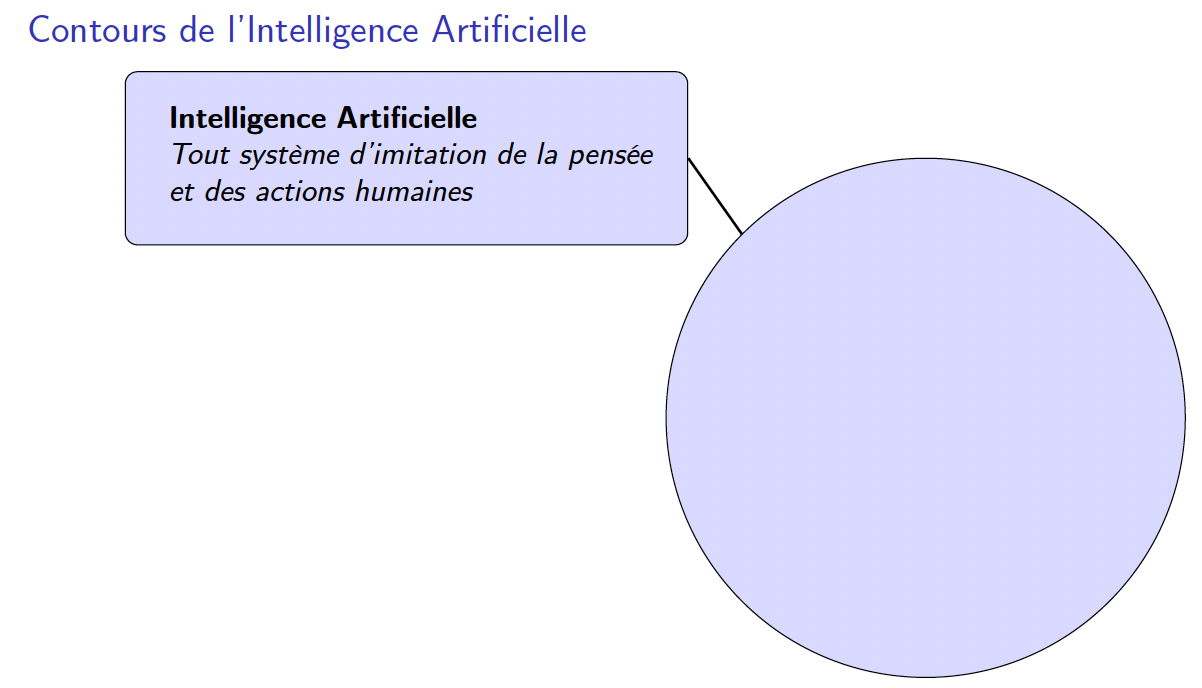 Contours de l'Intelligence Artificielle
Intelligence Artificielle
Tout système d'imitation de la pensée
et des actions humaines